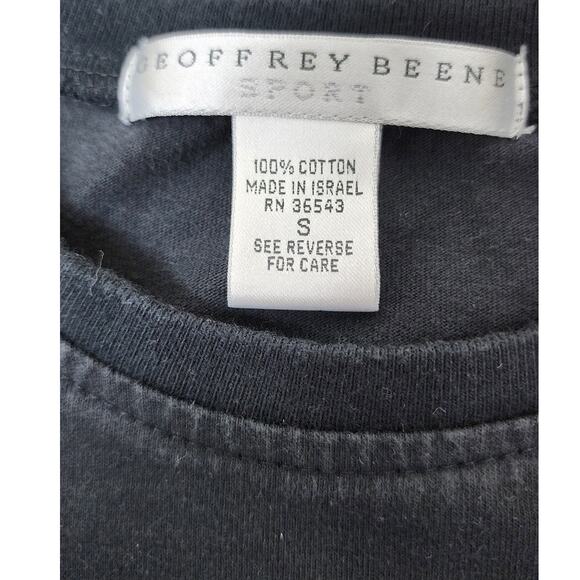 GEOFFREY BEENE
SPORT
100% COTTON
MADE IN ISRAEL
RN 36543
S
SEE REVERSE
FOR CARE